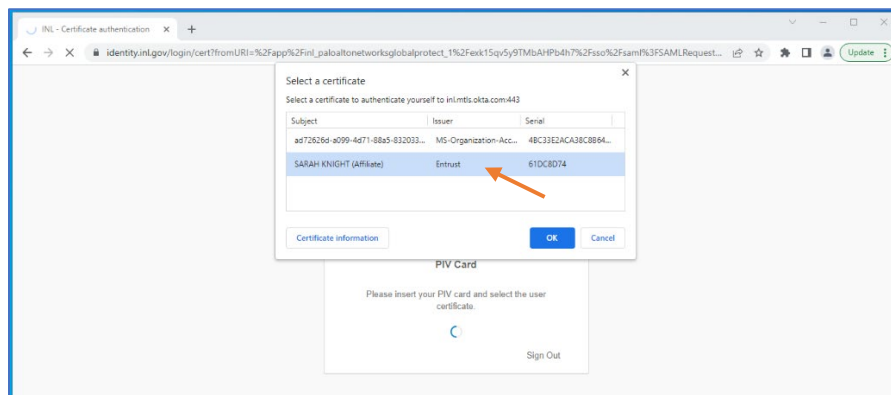 INL - Certificate authentication
identity.inl.gov/login/cert?fromURI=%2Fapp%2Finl_paloaltonetworksglobalprotect_1%2Fexk15qv5y9TMbAHPb4h7%2Fsso%2Fsaml%3FSAMLRequest... Update
Select a certificate
Select a certificate to authenticate yourself to inl.mtls.okta.com:443
Subject Issuer Serial
ad72626d-a099-4d71-88a5-832033... MS-Organization-Acc... 4BC33E2ACA38C8B64...
SARAH KNIGHT (Affiliate) Entrust 61DC8D74
Certificate information OK Cancel
PIV Card
Please insert your PIV card and select the user
certificate.
Sign Out